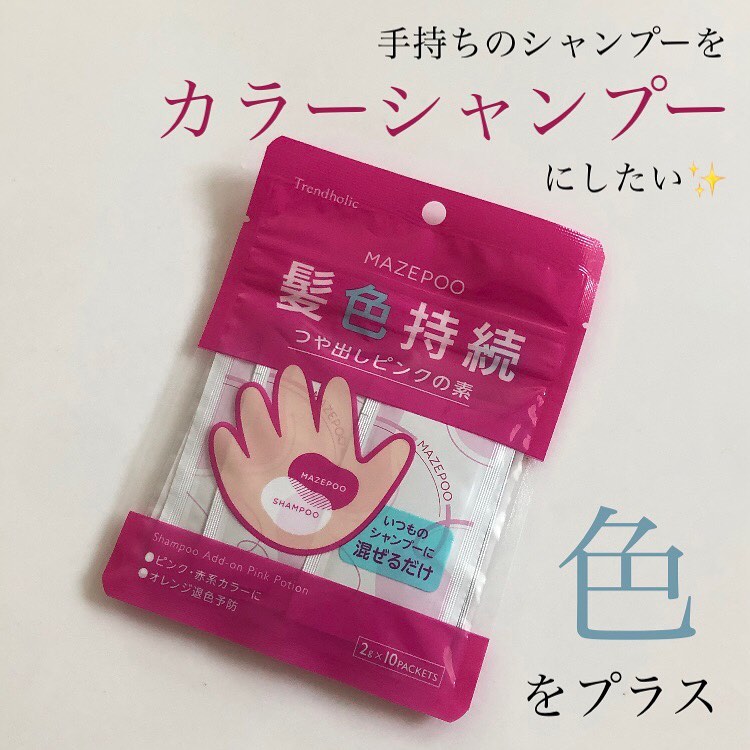 手持ちのシャンプーを
カラーシャンプー
にしたい✨
Trendholic
MAZEPOO
髪色持続
つや出しピンクの素
MAZEPOO
MAZEPOO
MAZEPOO
SHAMPOO
いつもの
シャンプーに
混ぜるだけ
Shampoo Add-on Pink Potion
●ピンク・赤系カラーに
●オレンジ退色予防
2g×10PACKETS
色
をプラス